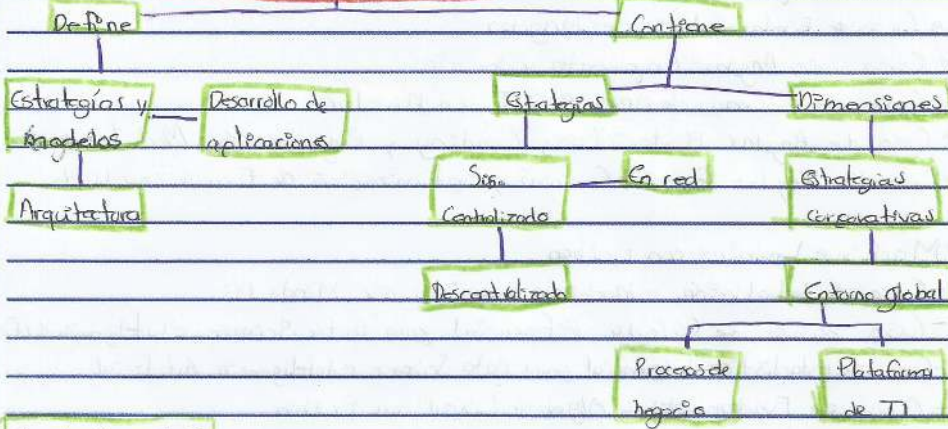 Define
Contiene
Estrategias y
modelos
Desarrollo de
aplicaciones
Estategias
Dimensiones
Arquitectura
Sis.
Centralizado
En red
Estrategias
corporativas
Descentralizado
Entorno global
Procesos de
negocio
Plataforma
de TI